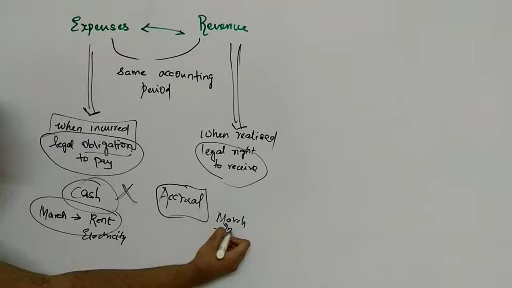 Expenses ↔ Revenue
same accounting
period
When incurred
legal obligation
to pay
When realised
legal right
to receive
Cash X
Accrual
March → Rent
Electricity
March